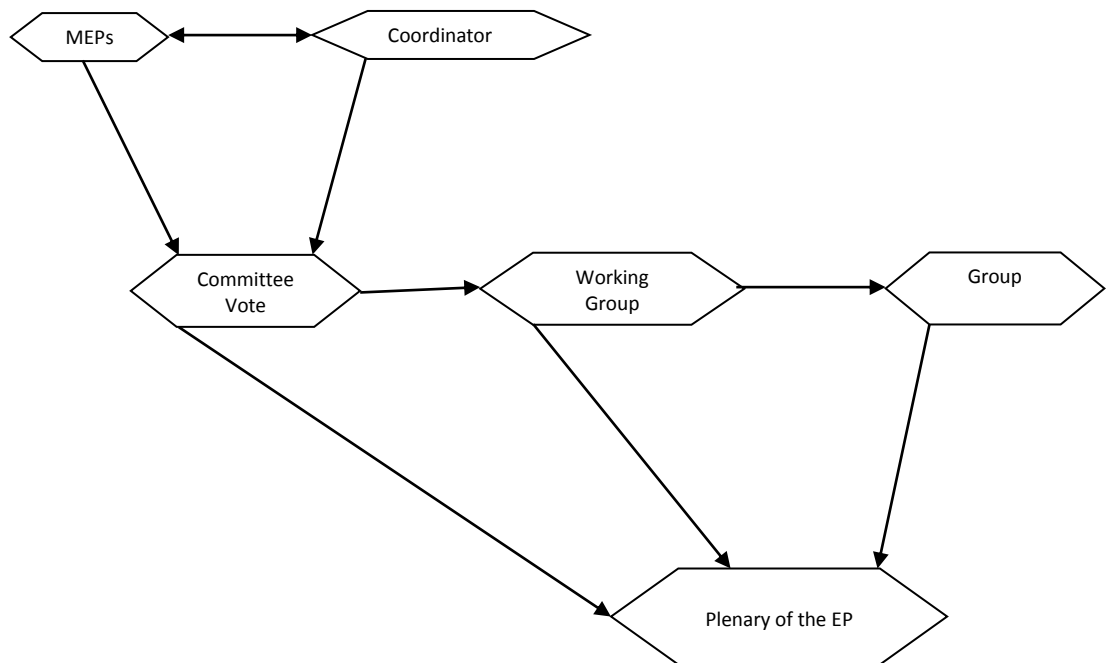 MEPs
Coordinator
Committee
Vote
Working
Group
Group
Plenary of the EP